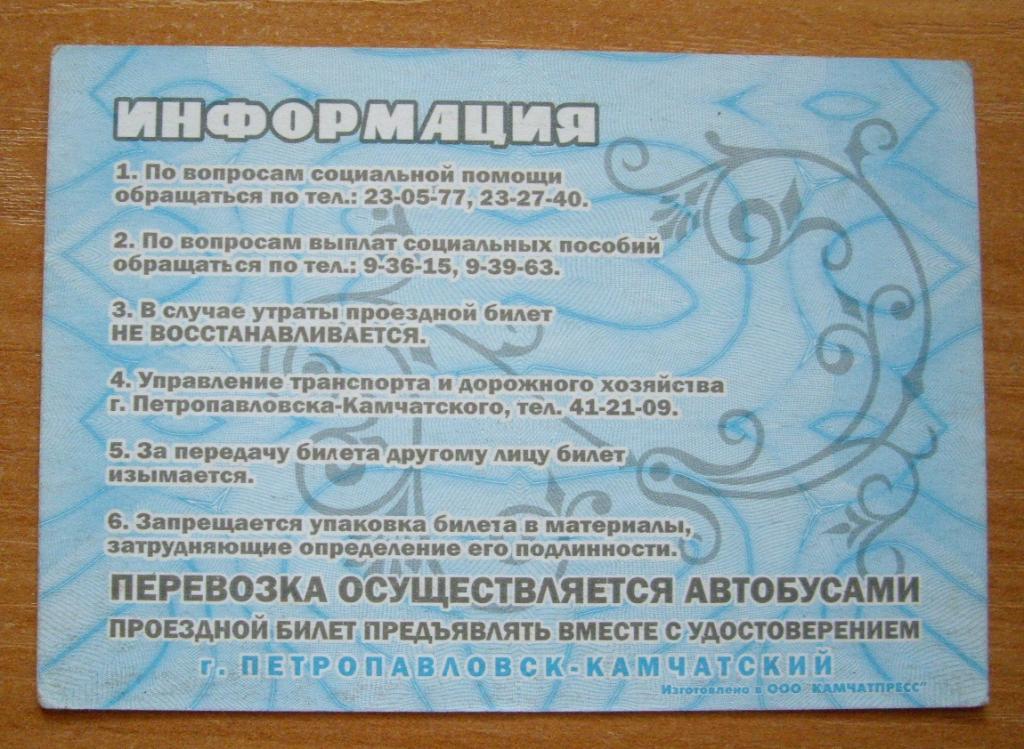 ИНФОРМАЦИЯ
1. По вопросам социальной помощи
обращаться по тел.: 23-05-77, 23-27-40.
2. По вопросам выплат социальных пособий
обращаться по тел.: 9-36-15, 9-39-63.
3. В случае утраты проездной билет
НЕ ВОССТАНАВЛИВАЕТСЯ.
4. Управление транспорта и дорожного хозяйства
г. Петропавловска-Камчатского, тел. 41-21-09.
5. За передачу билета другому лицу билет
изымается.
6. Запрещается упаковка билета в материалы,
затрудняющие определение его подлинности.
ПЕРЕВОЗКА ОСУЩЕСТВЛЯЕТСЯ АВТОБУСАМИ
ПРОЕЗДНОЙ БИЛЕТ ПРЕДЪЯВЛЯТЬ ВМЕСТЕ С УДОСТОВЕРЕНИЕМ
г. ПЕТРОПАВЛОВСК-КАМЧАТСКИЙ
Изготовлено в ООО "КАМЧАТПРЕСС"